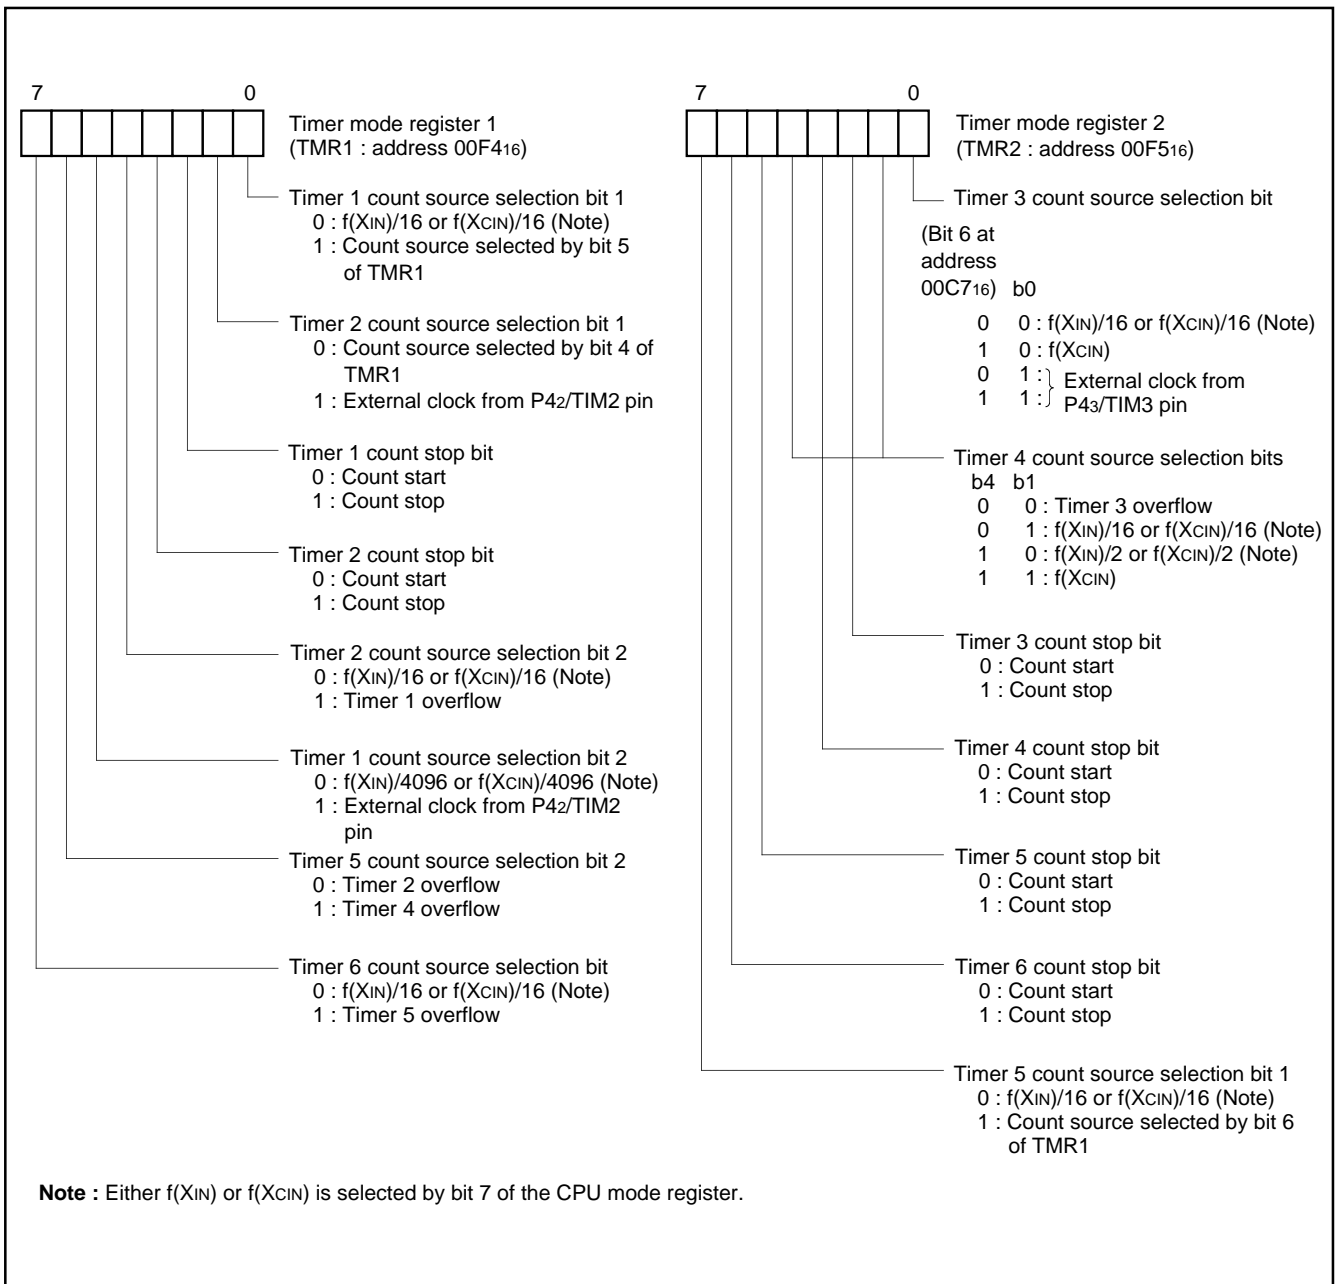 7 0
Timer mode register 1
(TMR1 : address 00F416)
Timer 1 count source selection bit 1
0 : f(XIN)/16 or f(XCIN)/16 (Note)
1 : Count source selected by bit 5
of TMR1
Timer 2 count source selection bit 1
0 : Count source selected by bit 4 of
TMR1
1 : External clock from P42/TIM2 pin
Timer 1 count stop bit
0 : Count start
1 : Count stop
Timer 2 count stop bit
0 : Count start
1 : Count stop
Timer 2 count source selection bit 2
0 : f(XIN)/16 or f(XCIN)/16 (Note)
1 : Timer 1 overflow
Timer 1 count source selection bit 2
0 : f(XIN)/4096 or f(XCIN)/4096 (Note)
1 : External clock from P42/TIM2
pin
Timer 5 count source selection bit 2
0 : Timer 2 overflow
1 : Timer 4 overflow
Timer 6 count source selection bit
0 : f(XIN)/16 or f(XCIN)/16 (Note)
1 : Timer 5 overflow
7 0
Timer mode register 2
(TMR2 : address 00F516)
Timer 3 count source selection bit
(Bit 6 at
address
00C716) b0
0 0 : f(XIN)/16 or f(XCIN)/16 (Note)
1 0 : f(XCIN)
0 1 :
1 1 :
External clock from
P43/TIM3 pin
Timer 4 count source selection bits
b4 b1
0 0 : Timer 3 overflow
0 1 : f(XIN)/16 or f(XCIN)/16 (Note)
1 0 : f(XIN)/2 or f(XCIN)/2 (Note)
1 1 : f(XCIN)
Timer 3 count stop bit
0 : Count start
1 : Count stop
Timer 4 count stop bit
0 : Count start
1 : Count stop
Timer 5 count stop bit
0 : Count start
1 : Count stop
Timer 6 count stop bit
0 : Count start
1 : Count stop
Timer 5 count source selection bit 1
0 : f(XIN)/16 or f(XCIN)/16 (Note)
1 : Count source selected by bit 6
of TMR1
Note : Either f(XIN) or f(XCIN) is selected by bit 7 of the CPU mode register.